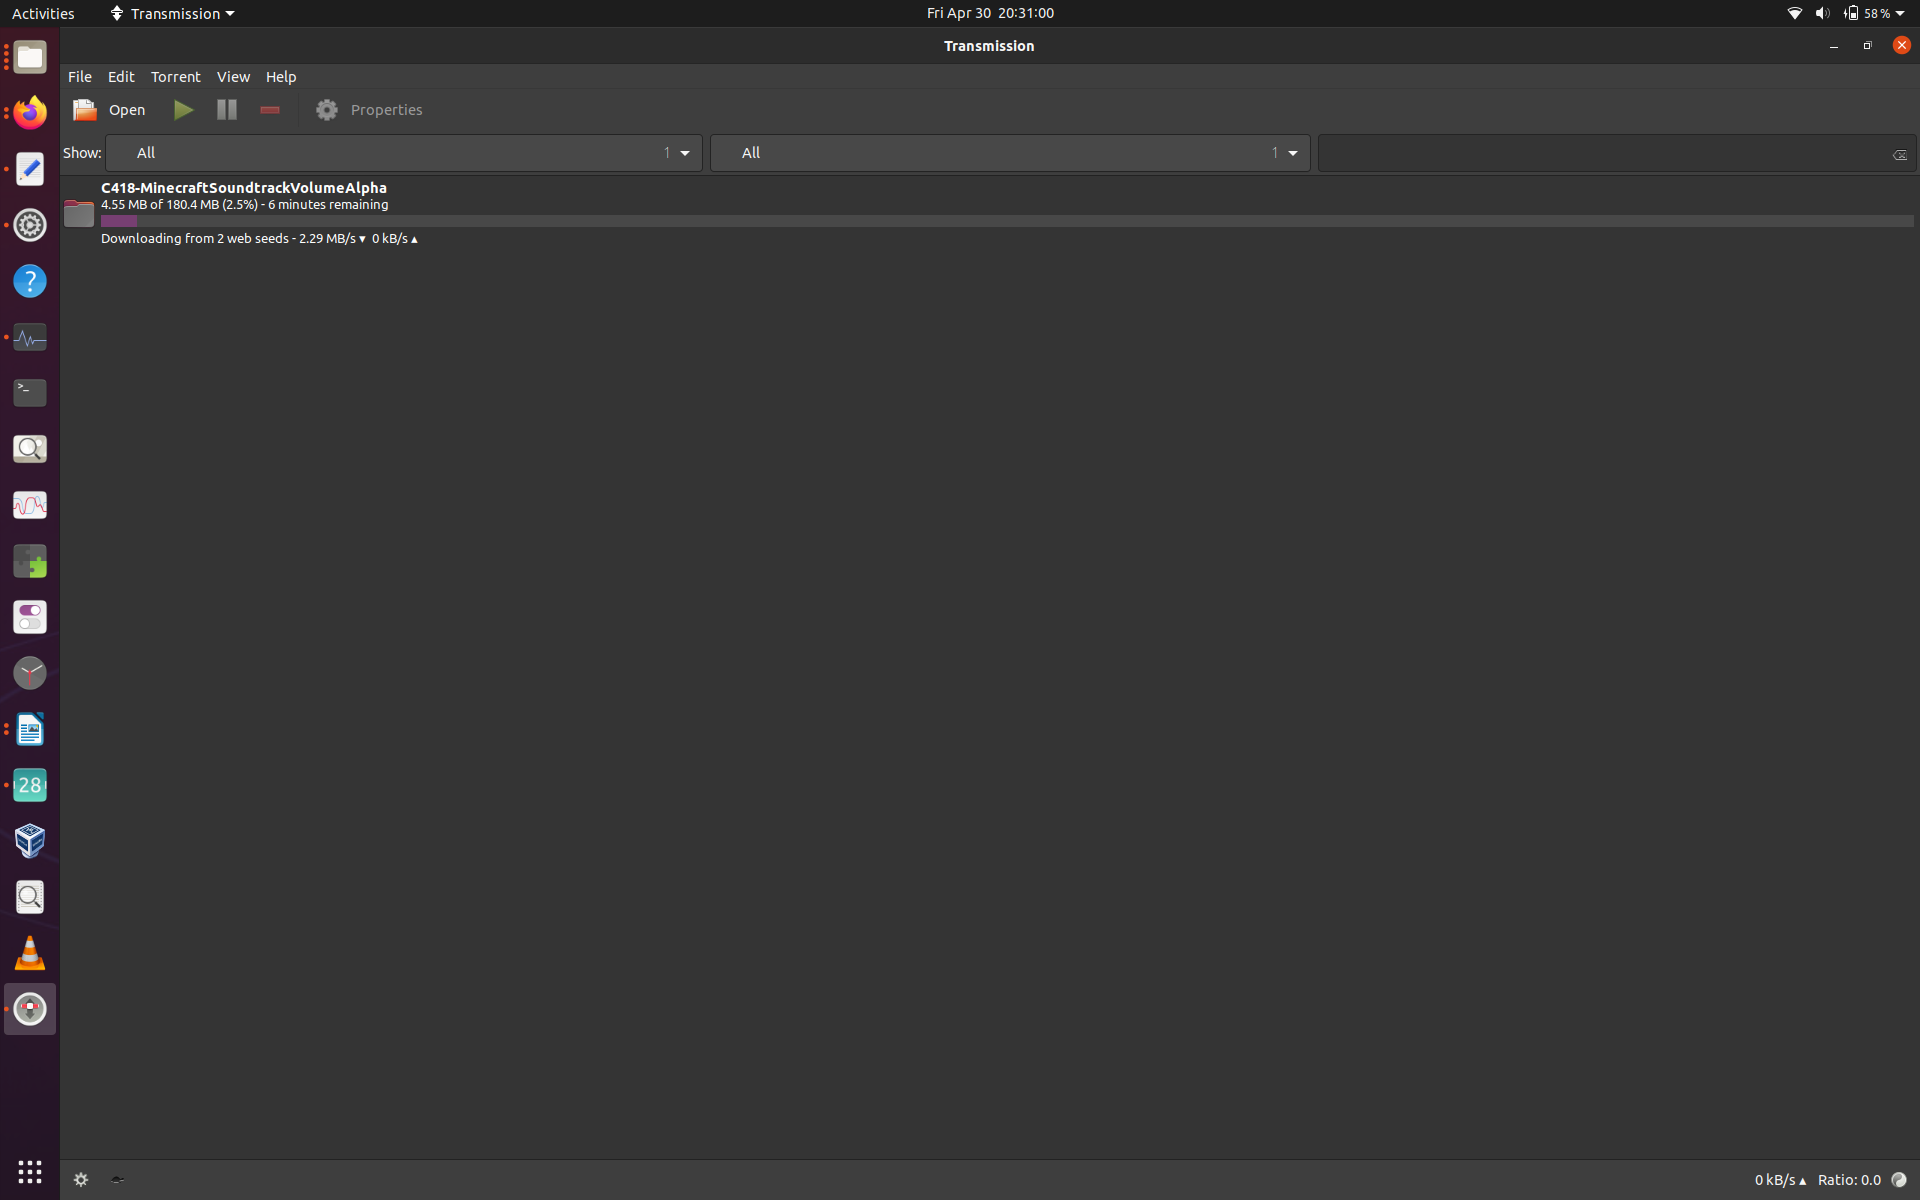 Activities Transmission Fri Apr 30 20:31:00 58 %
Transmission
File Edit Torrent View Help
Open Properties
Show: All 1 All 1
C418-MinecraftSoundtrackVolumeAlpha
4.55 MB of 180.4 MB (2.5%) - 6 minutes remaining
Downloading from 2 web seeds - 2.29 MB/s ▾ 0 kB/s ▴
?
>_
28
0 kB/s ▴ Ratio: 0.0